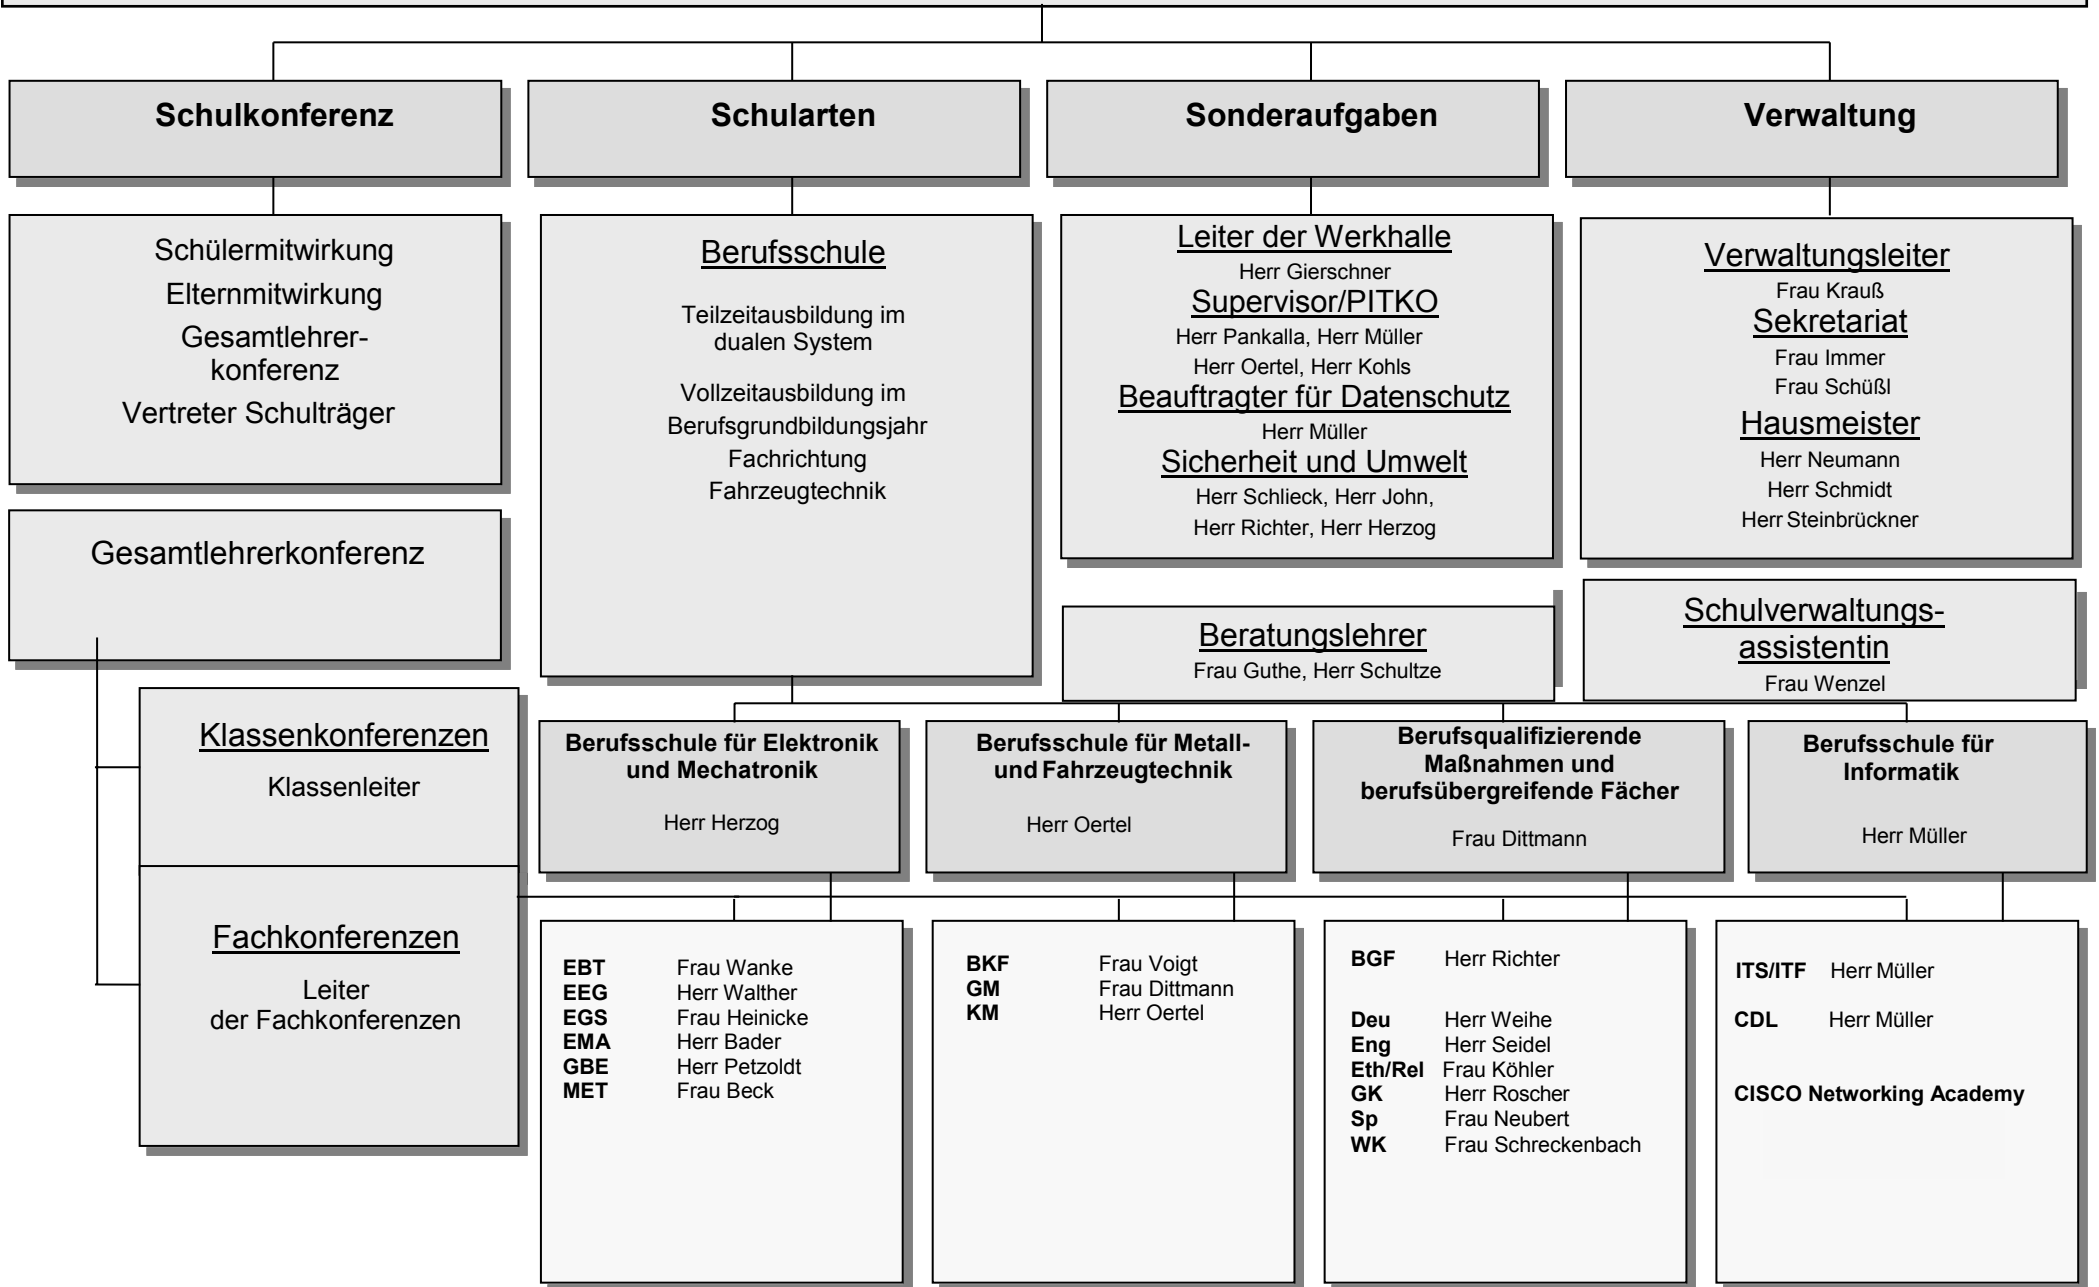 Schulkonferenz
Schularten
Sonderaufgaben
Verwaltung
Schülermitwirkung
Elternmitwirkung
Gesamtlehrer-
konferenz
Vertreter Schulträger
Berufsschule
Teilzeitausbildung im
dualen System
Vollzeitausbildung im
Berufsgrundbildungsjahr
Fachrichtung
Fahrzeugtechnik
Leiter der Werkhalle
Herr Gierschner
Supervisor/PITKO
Herr Pankalla, Herr Müller
Herr Oertel, Herr Kohls
Beauftragter für Datenschutz
Herr Müller
Sicherheit und Umwelt
Herr Schlieck, Herr John,
Herr Richter, Herr Herzog
Verwaltungsleiter
Frau Krauß
Sekretariat
Frau Immer
Frau Schüßl
Hausmeister
Herr Neumann
Herr Schmidt
Herr Steinbrückner
Gesamtlehrerkonferenz
Beratungslehrer
Frau Guthe, Herr Schultze
Schulverwaltungs-
assistentin
Frau Wenzel
Klassenkonferenzen
Klassenleiter
Fachkonferenzen
Leiter
der Fachkonferenzen
Berufsschule für Elektronik
und Mechatronik
Herr Herzog
Berufsschule für Metall-
und Fahrzeugtechnik
Herr Oertel
Berufsqualifizierende
Maßnahmen und
berufsübergreifende Fächer
Frau Dittmann
Berufsschule für
Informatik
Herr Müller
EBT Frau Wanke
EEG Herr Walther
EGS Frau Heinicke
EMA Herr Bader
GBE Herr Petzoldt
MET Frau Beck
BKF Frau Voigt
GM Frau Dittmann
KM Herr Oertel
BGF Herr Richter
Deu Herr Weihe
Eng Herr Seidel
Eth/Rel Frau Köhler
GK Herr Roscher
Sp Frau Neubert
WK Frau Schreckenbach
ITS/ITF Herr Müller
CDL Herr Müller
CISCO Networking Academy